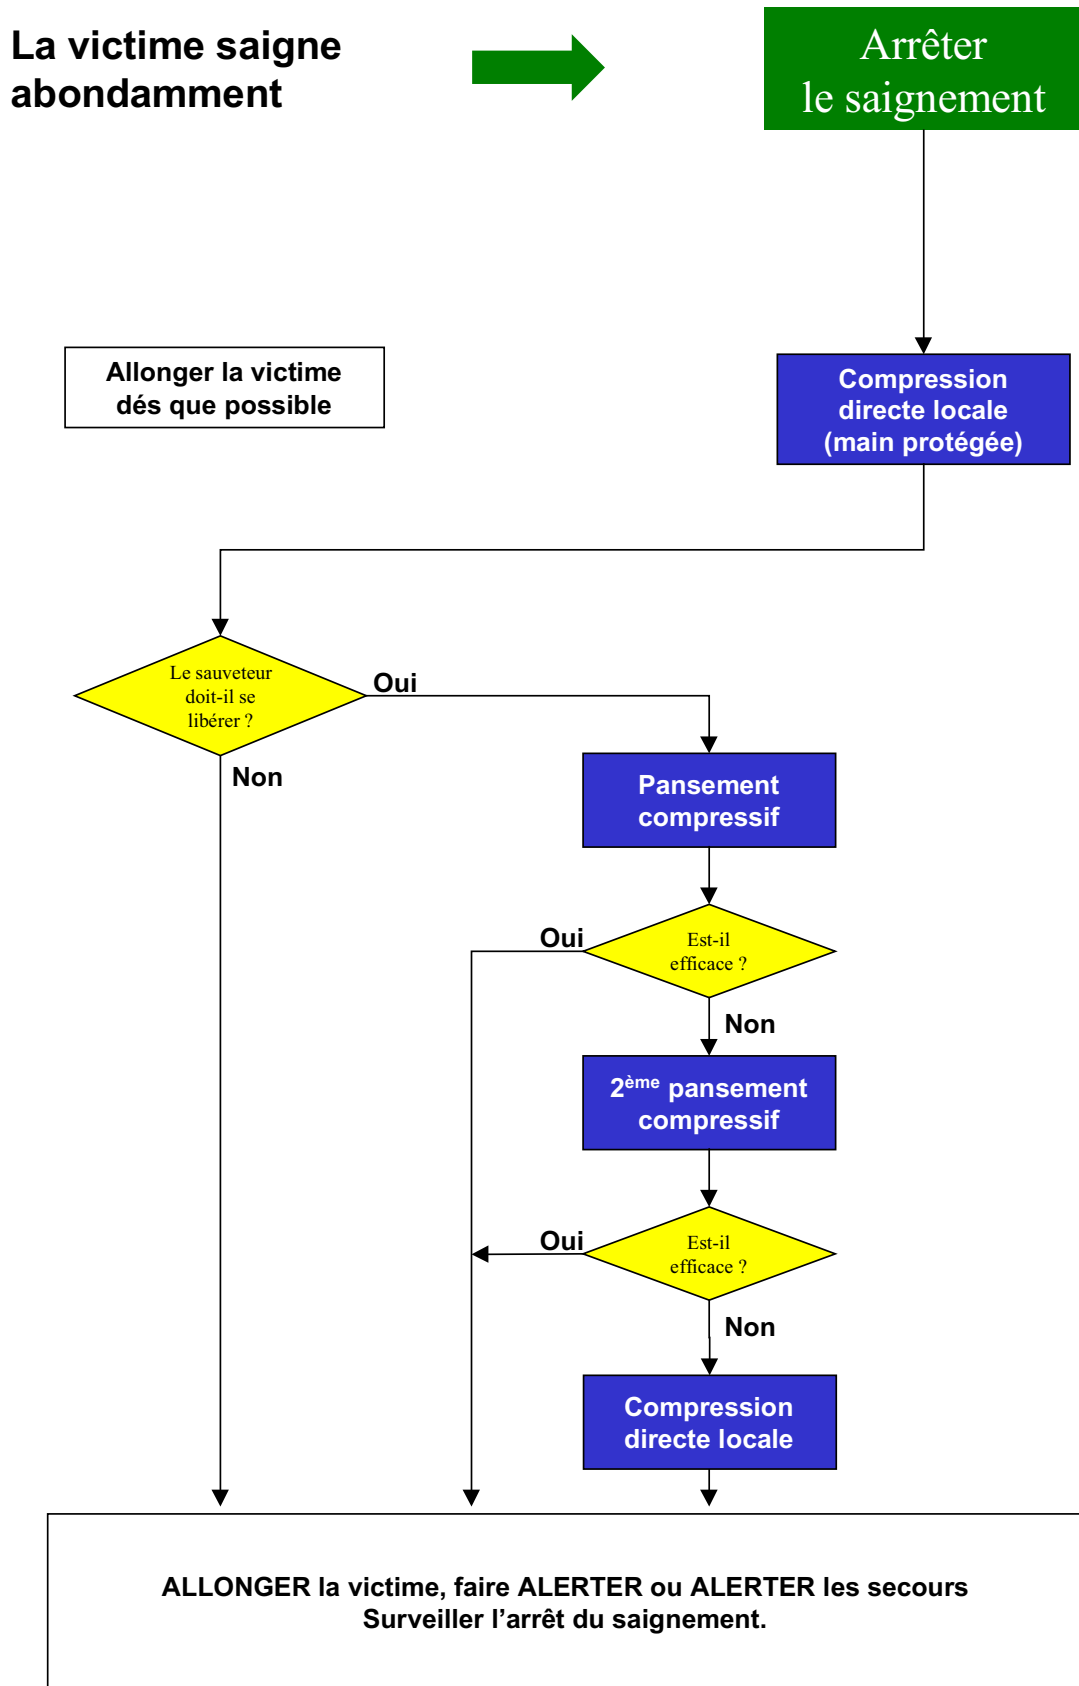 La victime saigne
abondamment
Arrêter
le saignement
Allonger la victime
dés que possible
Compression
directe locale
(main protégée)
Le sauveteur
doit-il se
libérer ?
Oui
Non
Pansement
compressif
Oui
Est-il
efficace ?
Non
2ème pansement
compressif
Oui
Est-il
efficace ?
Non
Compression
directe locale
ALLONGER la victime, faire ALERTER ou ALERTER les secours
Surveiller l’arrêt du saignement.